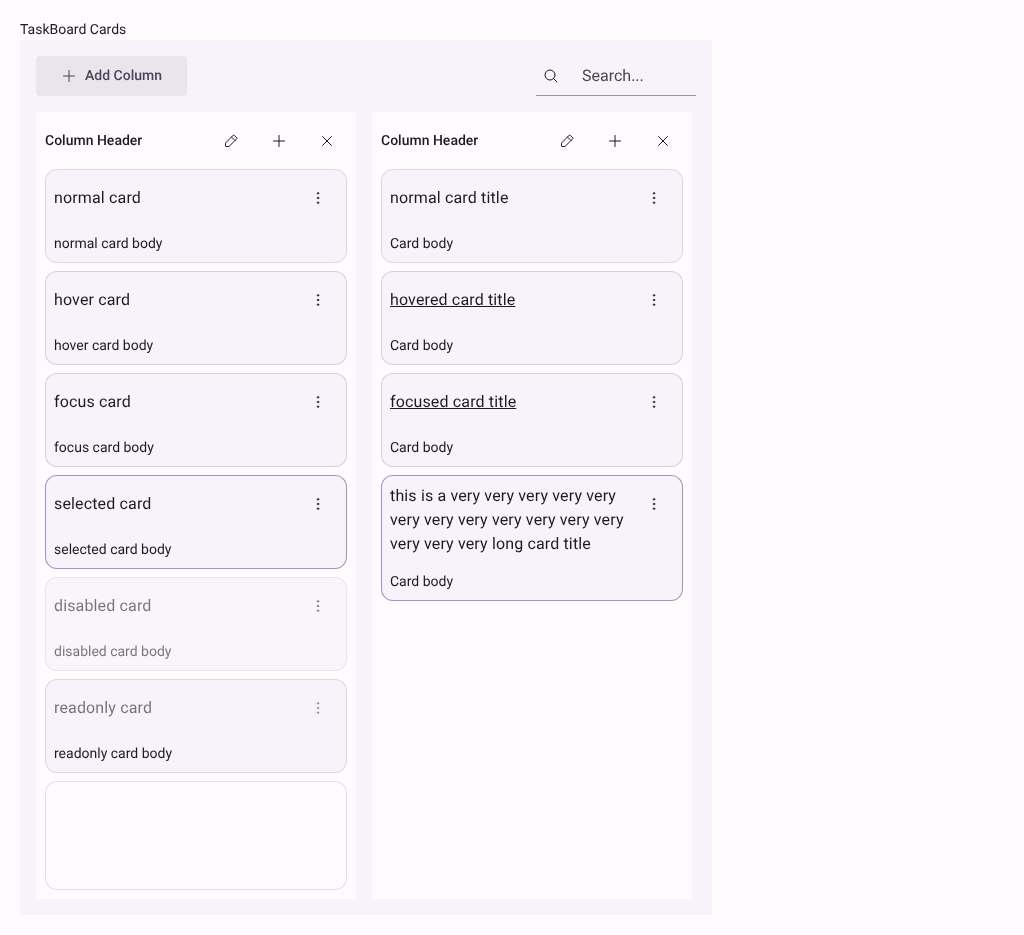 TaskBoard Cards
Add Column
Search...
Column Header
normal card
normal card body
hover card
hover card body
focus card
focus card body
selected card
selected card body
disabled card
disabled card body
readonly card
readonly card body
Column Header
normal card title
Card body
hovered card title
Card body
focused card title
Card body
this is a very very very very very
very very very very very very very
very very very long card title
Card body